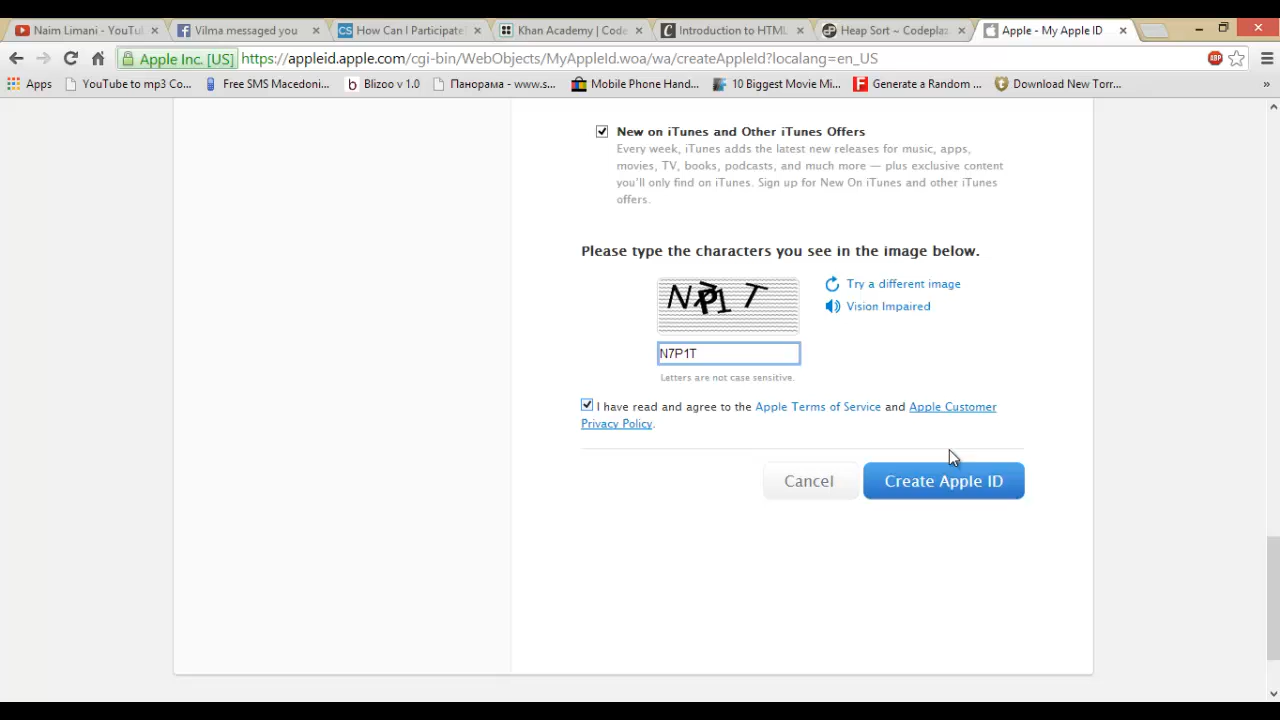 Naim Limani - YouTu
Vilma messaged you
How Can I Participate
Khan Academy | Code
Introduction to HTML
Heap Sort ~ Codeplaz
Apple - My Apple ID
Apple Inc. [US]
https://appleid.apple.com/cgi-bin/WebObjects/MyAppleId.woa/wa/createAppleId?localang=en_US
Apps
YouTube to mp3 Co...
Free SMS Macedoni...
Blizoo v 1.0
Панорама - www.s...
Mobile Phone Hand...
10 Biggest Movie Mi...
Generate a Random ...
Download New Torr...
New on iTunes and Other iTunes Offers
Every week, iTunes adds the latest new releases for music, apps,
movies, TV, books, podcasts, and much more — plus exclusive content
you'll only find on iTunes. Sign up for New On iTunes and other iTunes
offers.
Please type the characters you see in the image below.
Try a different image
Vision Impaired
N7P1T
Letters are not case sensitive.
I have read and agree to the Apple Terms of Service and Apple Customer
Privacy Policy.
Cancel
Create Apple ID